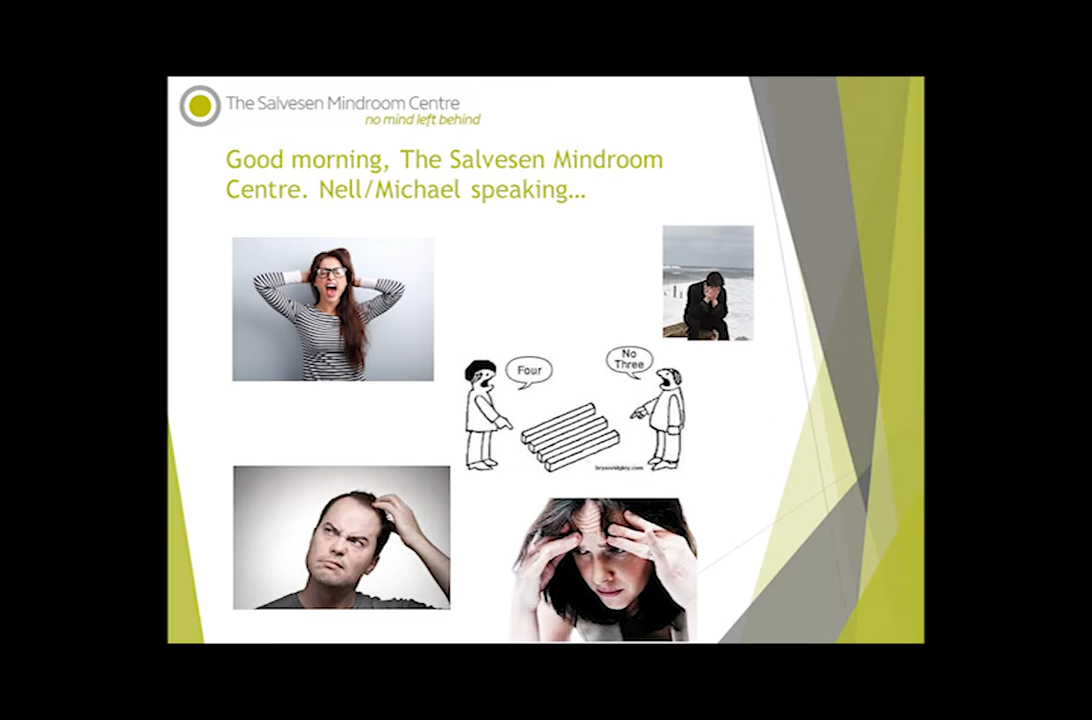 The Salvesen Mindroom Centre
no mind left behind
Good morning, The Salvesen Mindroom
Centre. Nell/Michael speaking…
Four
No
Three